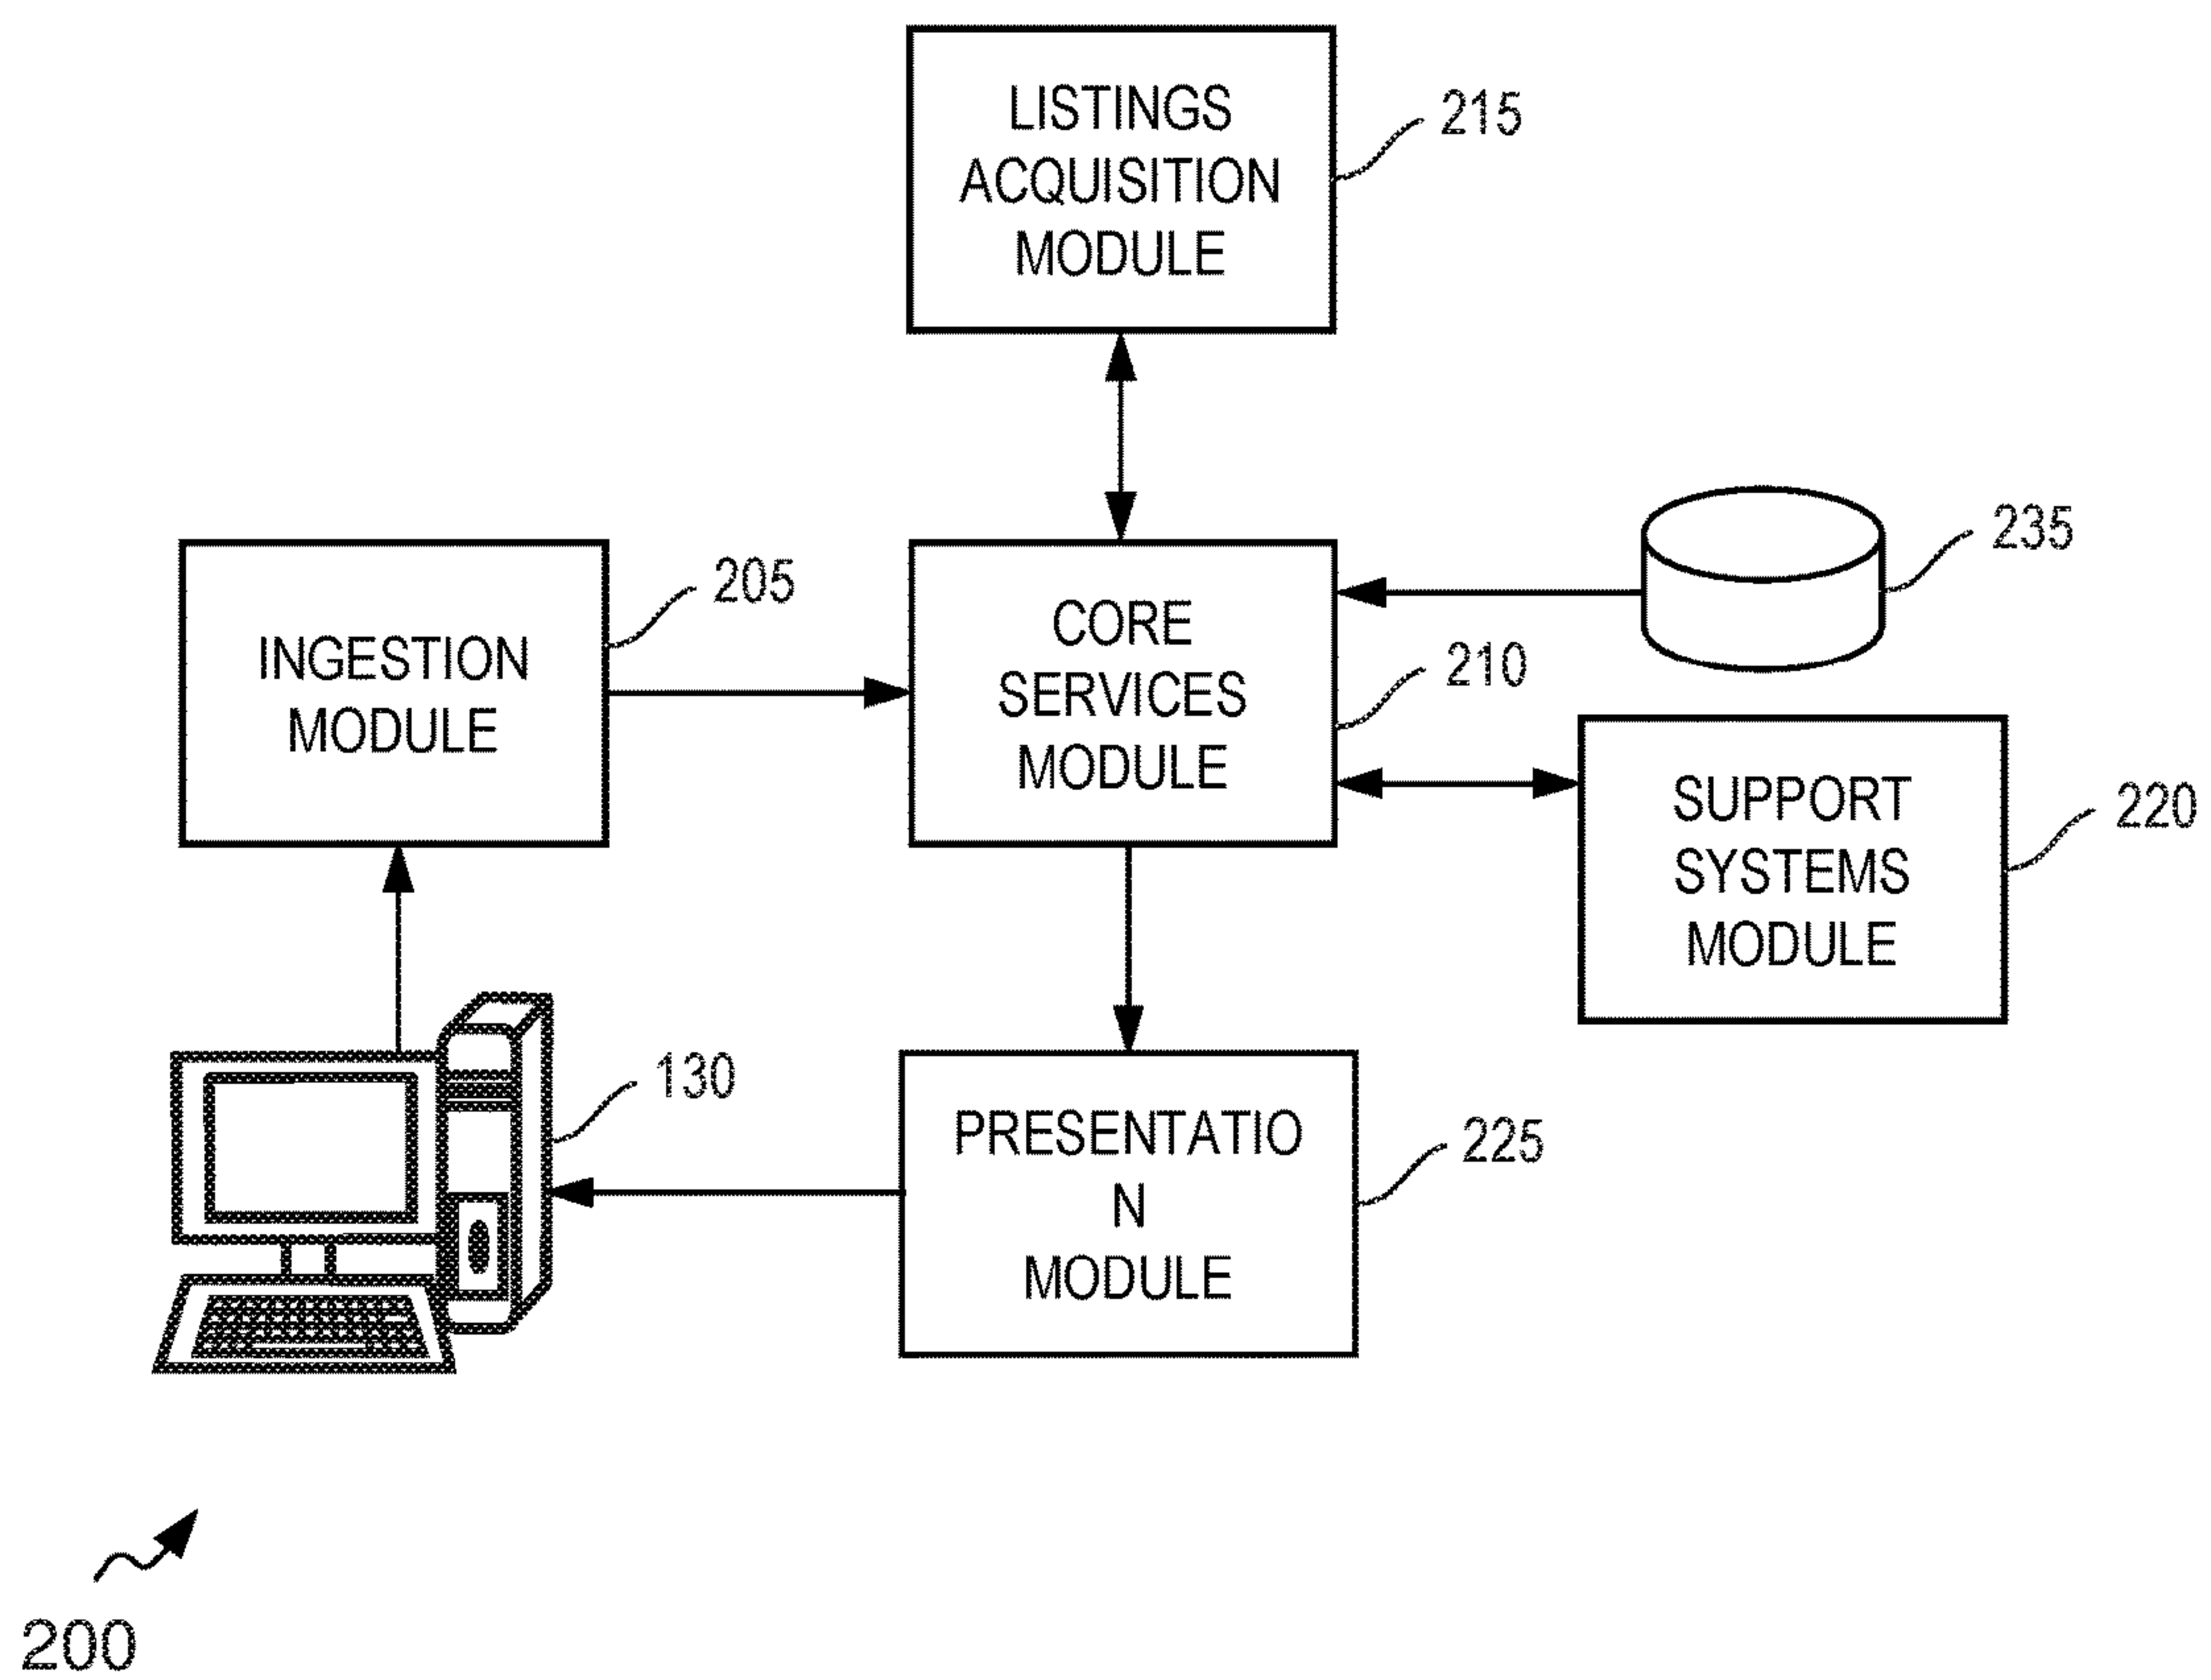 LISTINGS
ACQUISITION
MODULE
215
235
INGESTION
MODULE
205
CORE
SERVICES
MODULE
210
SUPPORT
SYSTEMS
MODULE
220
130
PRESENTATIO
N
MODULE
225
200